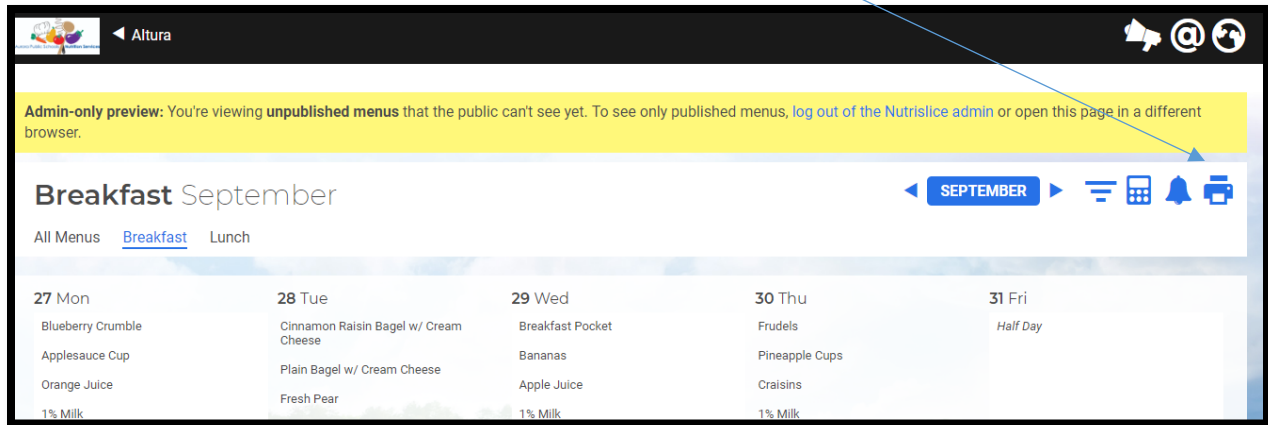 Altura
Admin-only preview: You're viewing unpublished menus that the public can't see yet. To see only published menus, log out of the Nutrislice admin or open this page in a different
browser.
Breakfast September
SEPTEMBER
All Menus Breakfast Lunch
27 Mon 28 Tue 29 Wed 30 Thu 31 Fri
Blueberry Crumble
Applesauce Cup
Orange Juice
1% Milk
Cinnamon Raisin Bagel w/ Cream
Cheese
Plain Bagel w/ Cream Cheese
Fresh Pear
Breakfast Pocket
Bananas
Apple Juice
1% Milk
Frudels
Pineapple Cups
Craisins
1% Milk
Half Day